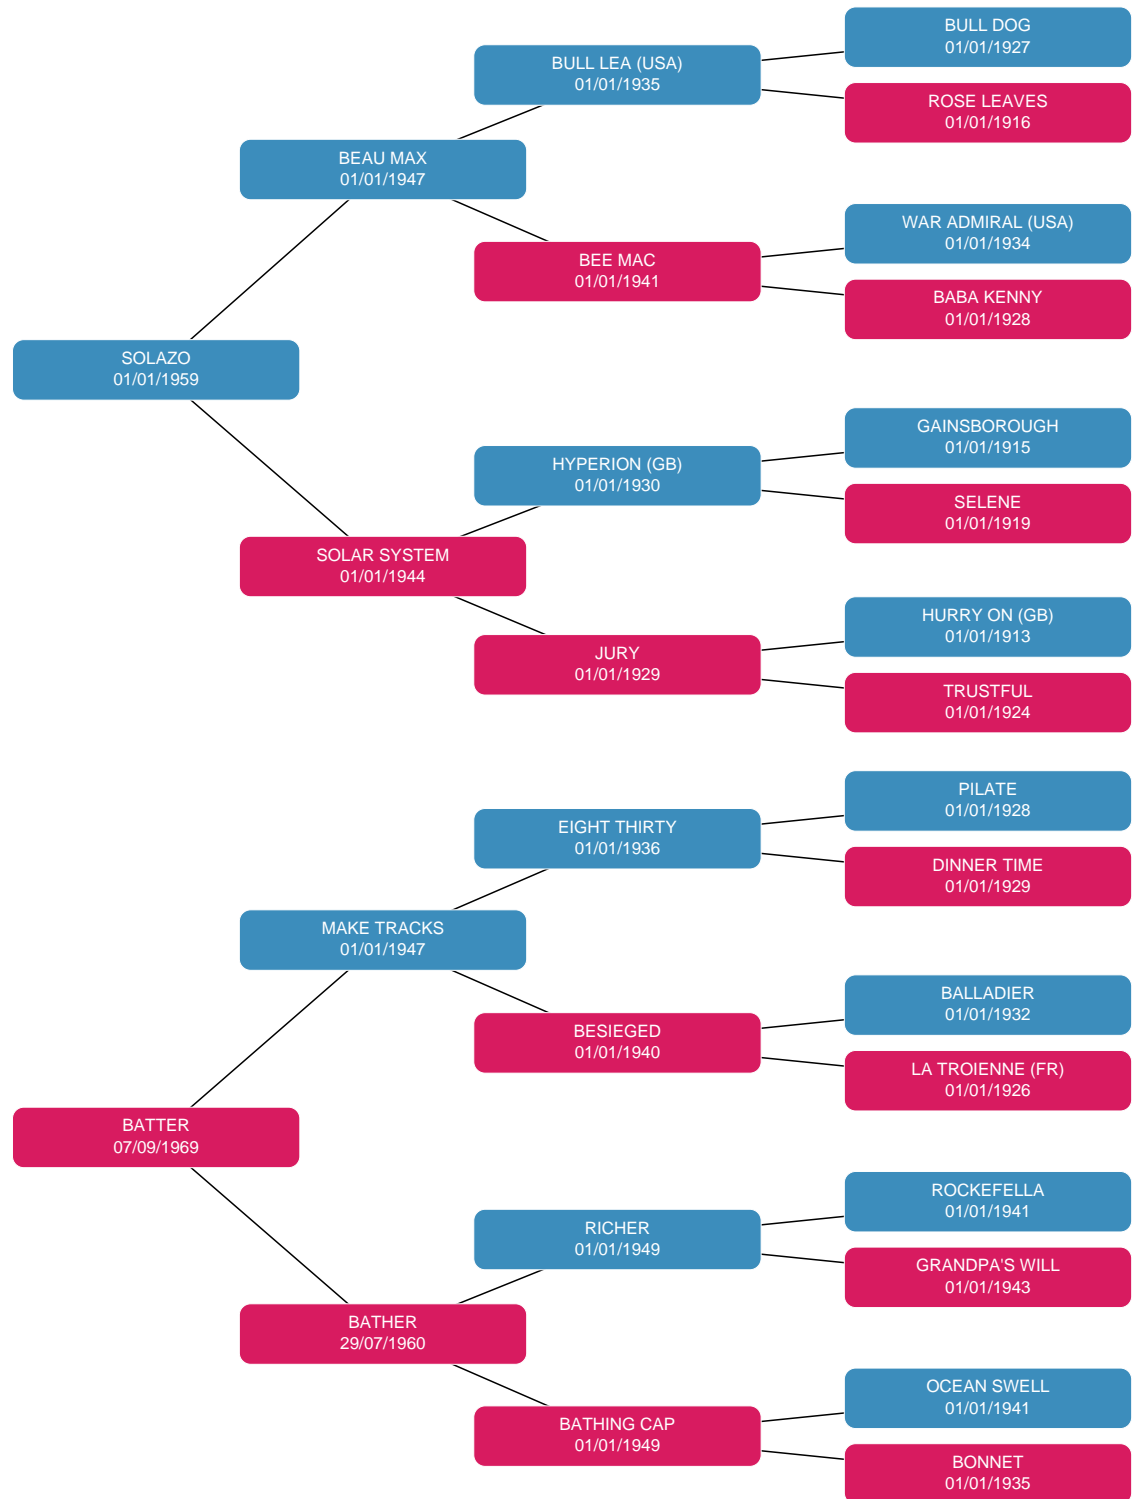 BULL DOG
01/01/1927
BULL LEA (USA)
01/01/1935
ROSE LEAVES
01/01/1916
BEAU MAX
01/01/1947
WAR ADMIRAL (USA)
01/01/1934
BEE MAC
01/01/1941
BABA KENNY
01/01/1928
SOLAZO
01/01/1959
GAINSBOROUGH
01/01/1915
HYPERION (GB)
01/01/1930
SELENE
01/01/1919
SOLAR SYSTEM
01/01/1944
HURRY ON (GB)
01/01/1913
JURY
01/01/1929
TRUSTFUL
01/01/1924
PILATE
01/01/1928
EIGHT THIRTY
01/01/1936
DINNER TIME
01/01/1929
MAKE TRACKS
01/01/1947
BALLADIER
01/01/1932
BESIEGED
01/01/1940
LA TROIENNE (FR)
01/01/1926
BATTER
07/09/1969
ROCKEFELLA
01/01/1941
RICHER
01/01/1949
GRANDPA'S WILL
01/01/1943
BATHER
29/07/1960
OCEAN SWELL
01/01/1941
BATHING CAP
01/01/1949
BONNET
01/01/1935